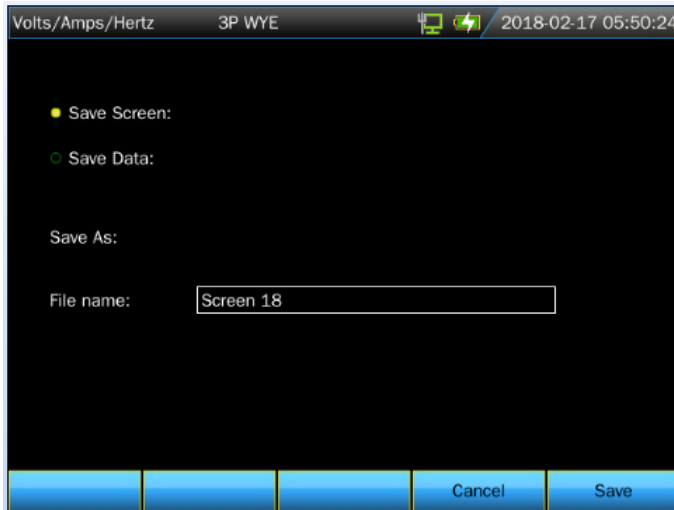 Volts/Amps/Hertz 3P WYE 2018-02-17 05:50:24
Save Screen:
Save Data:
Save As:
File name: Screen 18
Cancel Save